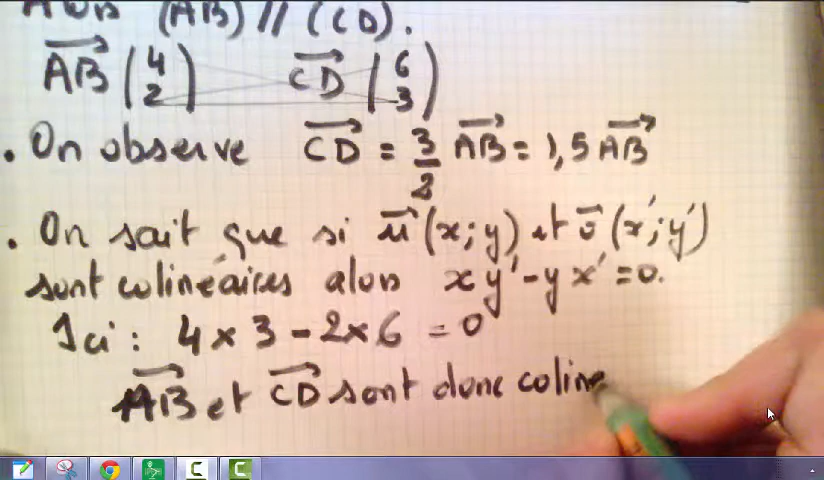 (AB) // (CD).
AB (4 2) CD (6 3)
. On observe CD = 3/2 AB = 1,5 AB
. On sait que si u (x; y) et v (x'; y')
sont colinéaires alors x y' - y x' = 0.
Ici : 4 x 3 - 2 x 6 = 0
AB et CD sont donc coline